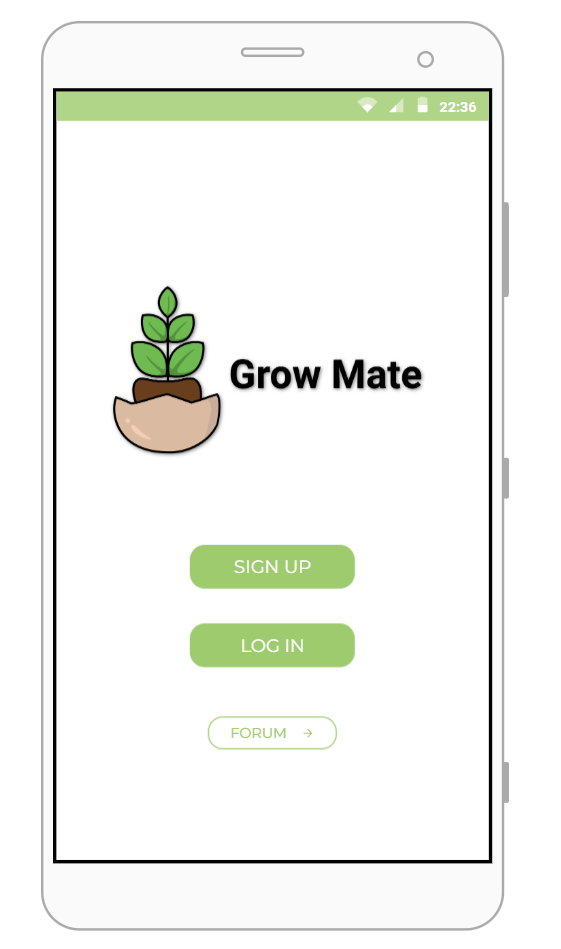 22:36
Grow Mate
SIGN UP
LOG IN
FORUM →